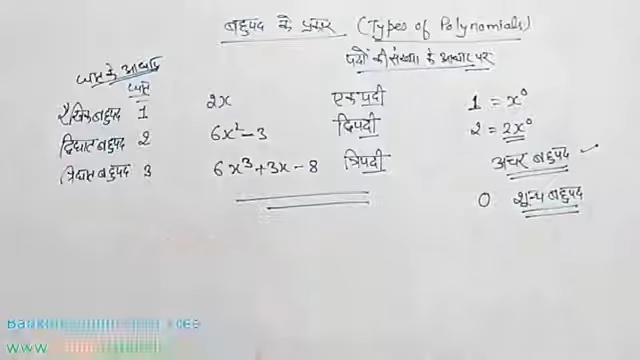 बहुपद के प्रकार (Types of Polynomials)
घात के आधार पदों की संख्या के आधार पर
घात
रैखिक बहुपद 1 2x एकपदी 1 = x⁰
द्विघात बहुपद 2 6x² - 3 द्विपदी 2 = 2x⁰
त्रिघात बहुपद 3 6x³ + 3x - 8 त्रिपदी अचर बहुपद ✓
0 शून्य बहुपद
www